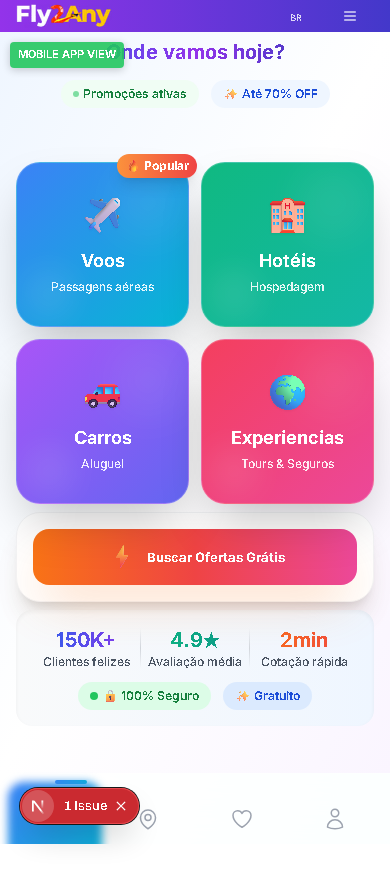 Fly2Any
BR
MOBILE APP VIEW
nde vamos hoje?
Promoções ativas
Até 70% OFF
Popular
Voos
Passagens aéreas
Hotéis
Hospedagem
Carros
Aluguel
Experiencias
Tours & Seguros
Buscar Ofertas Grátis
150K+
Clientes felizes
4.9★
Avaliação média
2min
Cotação rápida
100% Seguro
Gratuito
N
1 Issue